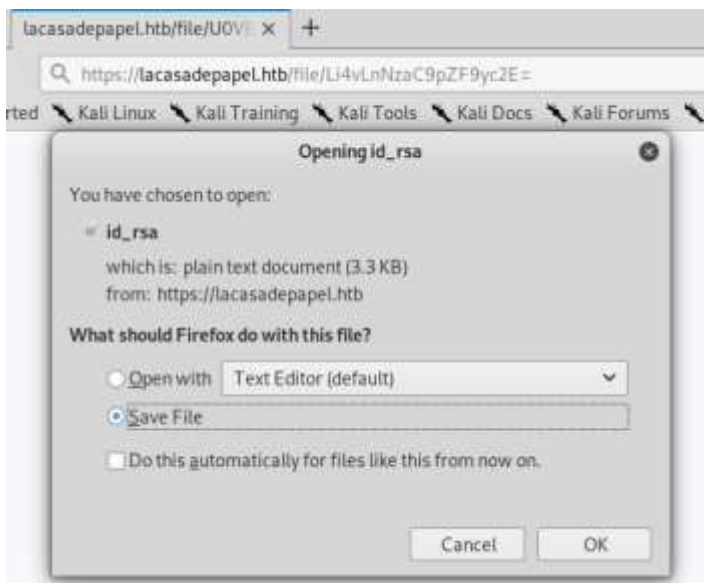 lacasadepapel.htb/file/U0VE × +
https://lacasadepapel.htb/file/Li4vLnNzaC9pZF9yc2E=
rted Kali Linux Kali Training Kali Tools Kali Docs Kali Forums
Opening id_rsa
You have chosen to open:
id_rsa
which is: plain text document (3.3 KB)
from: https://lacasadepapel.htb
What should Firefox do with this file?
Open with Text Editor (default)
Save File
Do this automatically for files like this from now on.
Cancel OK